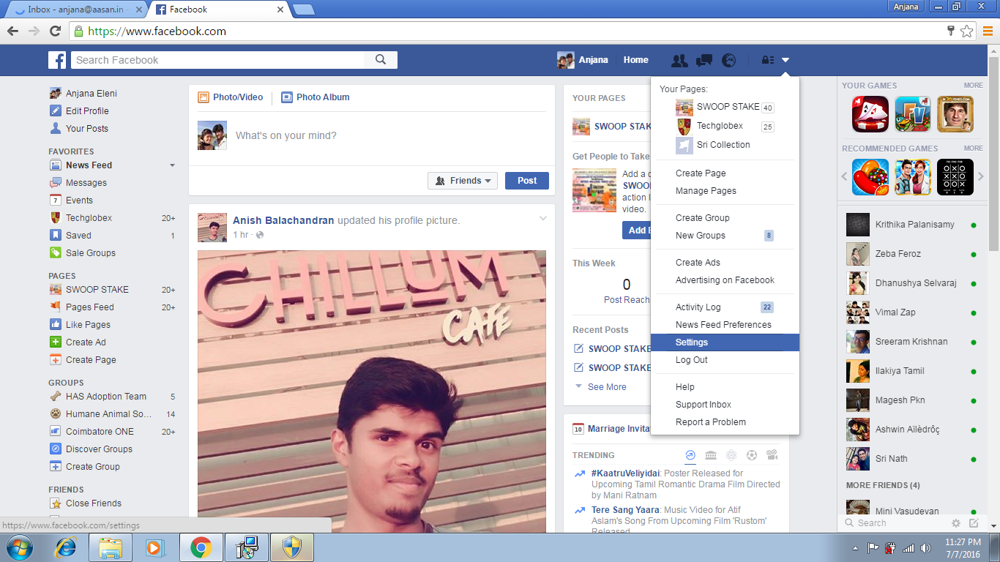 Inbox - anjana@aasan.in -
Facebook
Anjana
https://www.facebook.com
Search Facebook
Anjana
Home
Anjana Eleni
Edit Profile
Your Posts
FAVORITES
News Feed
Messages
Events
Techglobex 20+
Saved 1
Sale Groups
PAGES
SWOOP STAKE 20+
Pages Feed 20+
Like Pages
Create Ad
Create Page
GROUPS
HAS Adoption Team 5
Humane Animal So... 14
Coimbatore ONE 20+
Discover Groups
Create Group
FRIENDS
Close Friends
https://www.facebook.com/settings
Photo/Video
Photo Album
What's on your mind?
Friends
Post
Anish Balachandran updated his profile picture.
1 hr ·
CHILLUM
CAFE
YOUR PAGES
SWOOP STAK
Get People to Take
Add a c
SWOO
action l
video.
Add B
This Week
0
Post Reach
Recent Posts
SWOOP STAKE
SWOOP STAKE
See More
10
Marriage Invitat
TRENDING
#KaatruVeliyidai: Poster Released for
Upcoming Tamil Romantic Drama Film Directed
by Mani Ratnam
Tere Sang Yaara: Music Video for Atif
Aslam's Song From Upcoming Film 'Rustom'
Released
Your Pages:
SWOOP STAKE 40
Techglobex 25
Sri Collection
Create Page
Manage Pages
Create Group
New Groups 8
Create Ads
Advertising on Facebook
Activity Log 22
News Feed Preferences
Settings
Log Out
Help
Support Inbox
Report a Problem
YOUR GAMES MORE
RECOMMENDED GAMES MORE
Krithika Palanisamy
Zeba Feroz
Dhanushya Selvaraj
Vimal Zap
Sreeram Krishnan
Ilakiya Tamil
Magesh Pkn
Ashwin Aïlèdrôç
Sri Nath
MORE FRIENDS (4)
Mini Vasudevan
Search
11:27 PM
7/7/2016